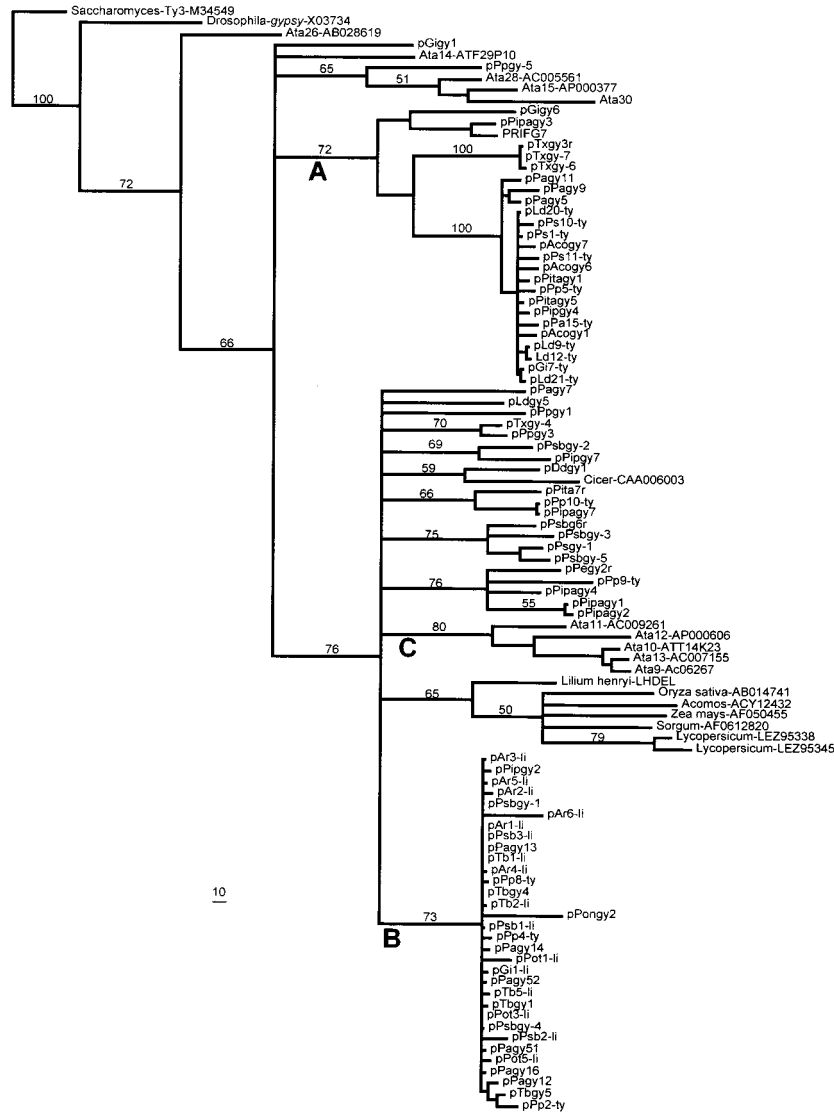 Saccharomyces-Ty3-M34549
Drosophila-gypsy-X03734
Ata26-AB028619
pGigy1
Ata14-ATF29P10
pPpgy-5
65
51
Ata28-AC005561
Ata15-AP000377
Ata30
100
pGigy6
pPipagy3
PRIFG7
72
A
100
pTxgy3r
pTxgy-7
pTxgy-6
pPagy11
72
pPagy9
pPagy5
pLd20-ty
pPs10-ty
100
pPs1-ty
pAcogy7
pPs11-ty
pAcogy6
pPitagy1
pPp5-ty
pPitagy5
pPipgy4
pPa15-ty
pAcogy1
66
pLd9-ty
Ld12-ty
pGi7-ty
pLd21-ty
pPagy7
pLdgy5
pPpgy1
70
pTxgy-4
pPpgy3
69
pPsbgy-2
pPipgy7
59
pDdgy1
Cicer-CAA006003
66
pPita7r
pPp10-ty
pPipagy7
75
pPsbg6r
pPsbgy-3
pPsgy-1
pPsbgy-5
76
pPegy2r
pPp9-ty
pPipagy4
55
pPipagy1
pPipagy2
80
C
Ata11-AC009261
Ata12-AP000606
76
Ata10-ATT14K23
Ata13-AC007155
Ata9-Ac06267
65
Lilium henryi-LHDEL
Oryza sativa-AB014741
50
Acomos-ACY12432
Zea mays-AF050455
Sorgum-AF0612820
79
Lycopersicum-LEZ95338
Lycopersicum-LEZ95345
pAr3-li
pPipgy2
pAr5-li
pAr2-li
pPsbgy-1
pAr6-li
pAr1-li
pPsb3-li
pPagy13
pTb1-li
pAr4-li
pPp8-ty
10
pTbgy4
pTb2-li
73
B
pPongy2
pPsb1-li
pPp4-ty
pPagy14
pPot1-li
pGi1-li
pPagy52
pTb5-li
pTbgy1
pPot3-li
pPsbgy-4
pPsb2-li
pPagy51
pPot5-li
pPagy16
pPagy12
pTbgy5
pPp2-ty